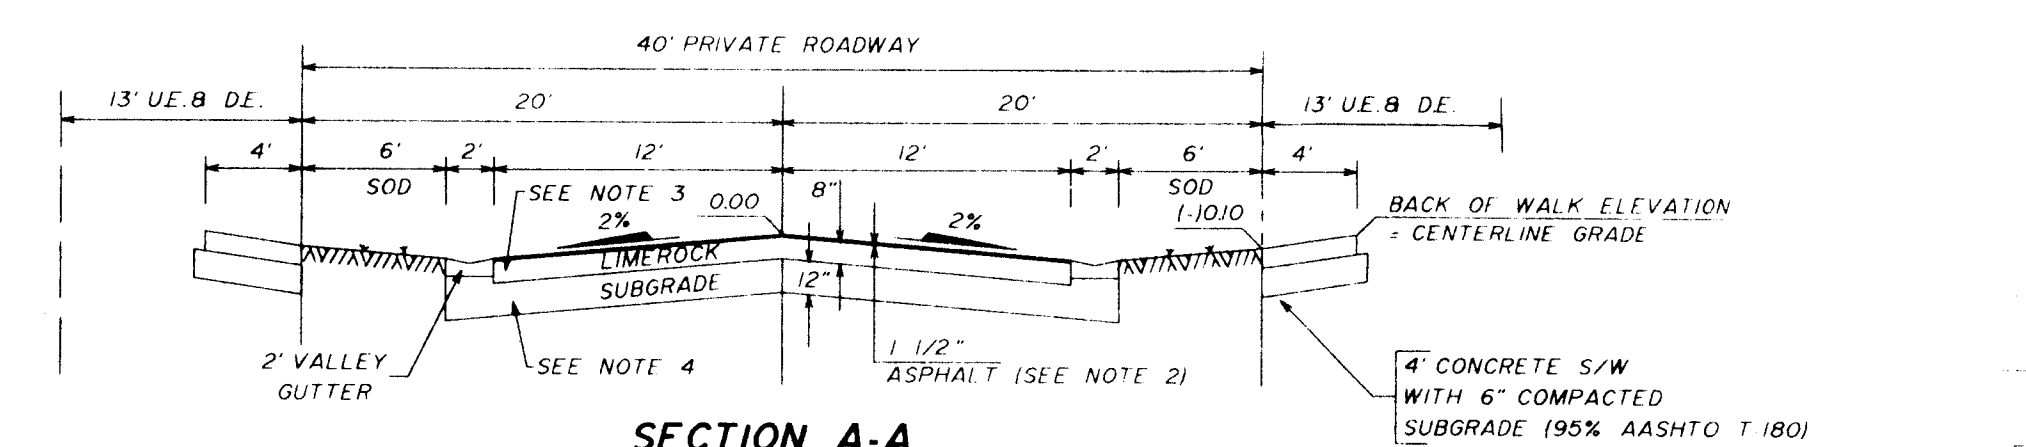 40' PRIVATE ROADWAY
13' U.E.& D.E.
20'
20'
13' U.E.& D.E.
4'
6'
2'
12'
12'
2'
6'
4'
SOD
SEE NOTE 3
0.00
8"
SOD
2%
2%
(-)0.10
BACK OF WALK ELEVATION
= CENTERLINE GRADE
LIMEROCK
SUBGRADE
12"
2' VALLEY
GUTTER
SEE NOTE 4
1 1/2"
ASPHALT (SEE NOTE 2)
4' CONCRETE S/W
WITH 6" COMPACTED
SUBGRADE (95% AASHTO T-180)
SECTION A-A